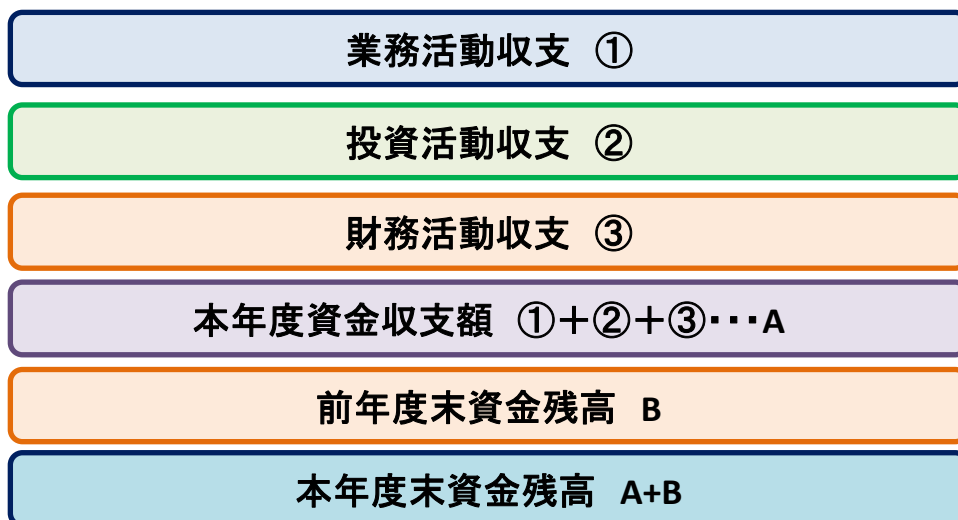 業務活動収支 ①
投資活動収支 ②
財務活動収支 ③
本年度資金収支額 ①+②+③･･･A
前年度末資金残高 B
本年度末資金残高 A+B